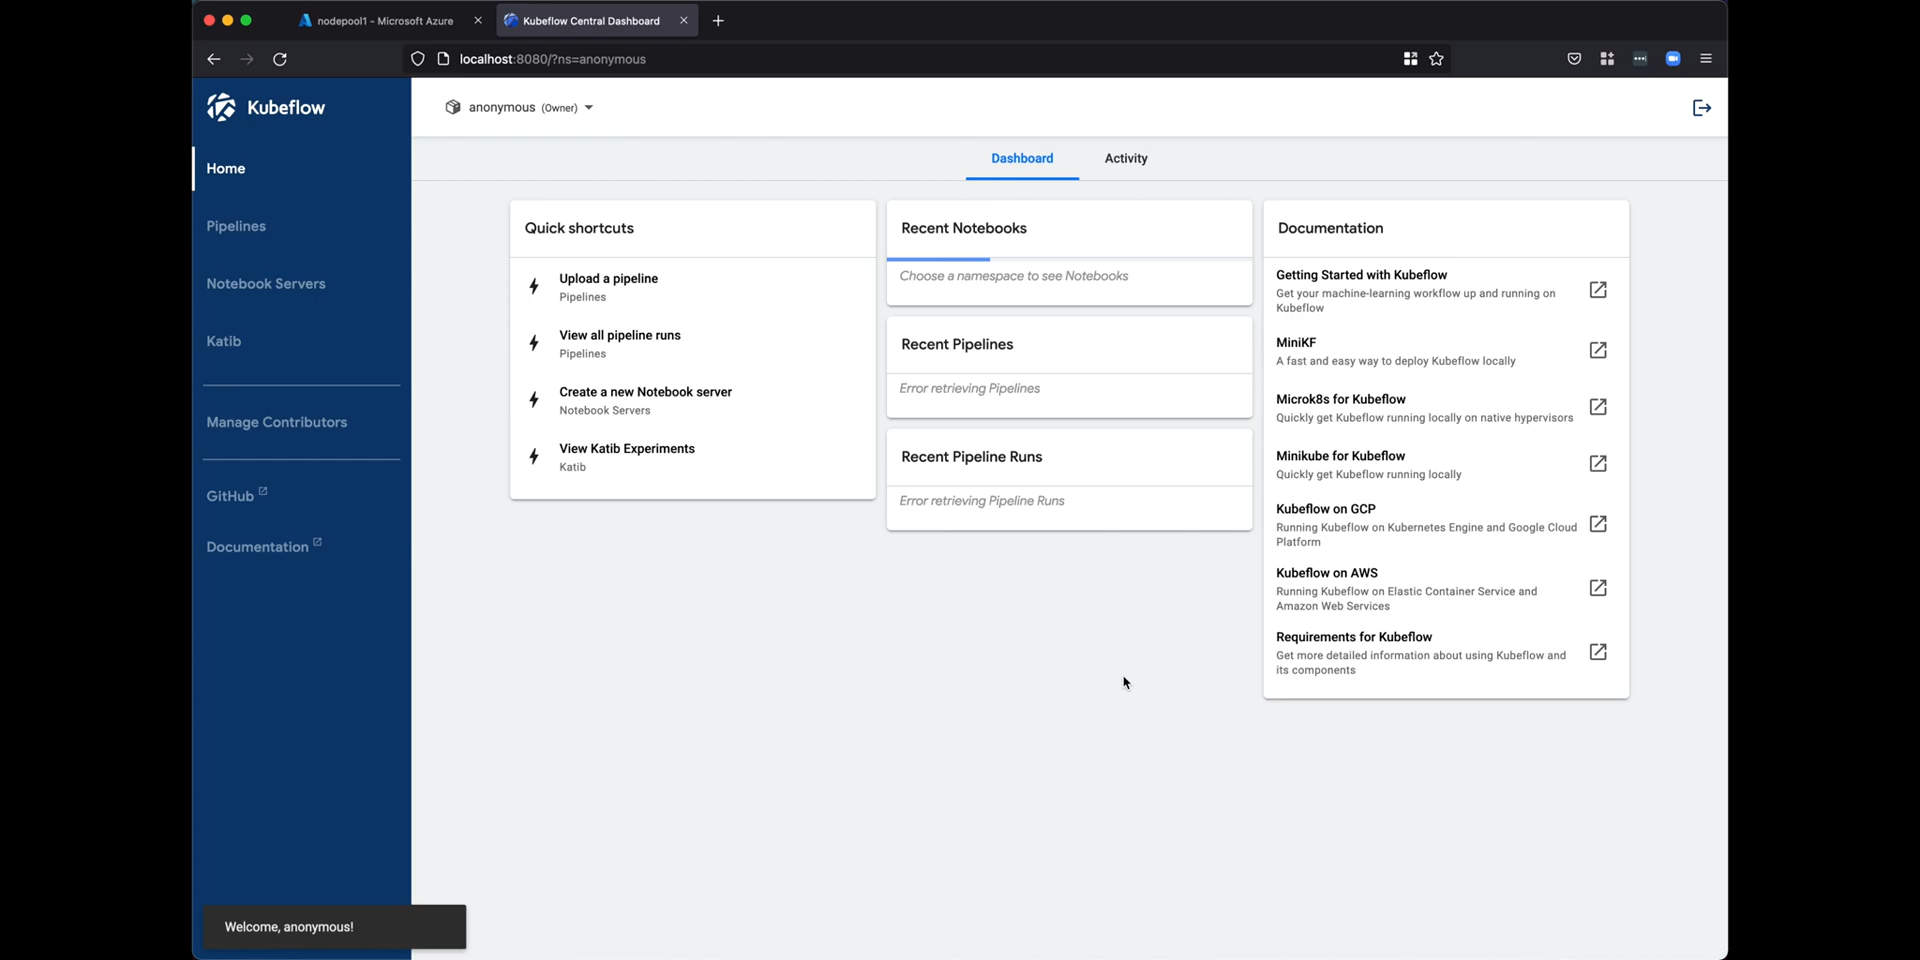 nodepool1 - Microsoft Azure
Kubeflow Central Dashboard
localhost:8080/?ns=anonymous
Kubeflow
anonymous (Owner)
Home
Pipelines
Notebook Servers
Katib
Manage Contributors
GitHub
Documentation
Dashboard
Activity
Quick shortcuts
Upload a pipeline
Pipelines
View all pipeline runs
Pipelines
Create a new Notebook server
Notebook Servers
View Katib Experiments
Katib
Recent Notebooks
Choose a namespace to see Notebooks
Recent Pipelines
Error retrieving Pipelines
Recent Pipeline Runs
Error retrieving Pipeline Runs
Documentation
Getting Started with Kubeflow
Get your machine-learning workflow up and running on
Kubeflow
MiniKF
A fast and easy way to deploy Kubeflow locally
Microk8s for Kubeflow
Quickly get Kubeflow running locally on native hypervisors
Minikube for Kubeflow
Quickly get Kubeflow running locally
Kubeflow on GCP
Running Kubeflow on Kubernetes Engine and Google Cloud
Platform
Kubeflow on AWS
Running Kubeflow on Elastic Container Service and
Amazon Web Services
Requirements for Kubeflow
Get more detailed information about using Kubeflow and
its components
Welcome, anonymous!